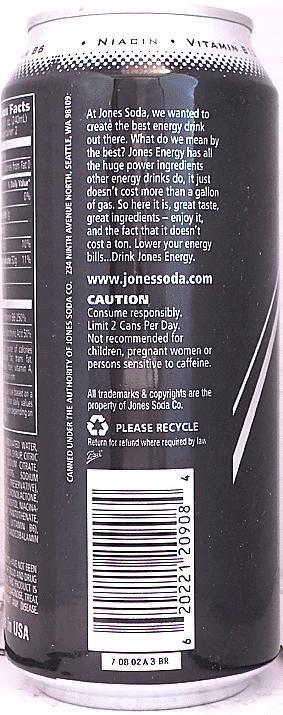 B6 • NIACIN • VITAMIN B
n Facts
At Jones Soda, we wanted to
create the best energy drink
out there. What do we mean by
the best? Jones Energy has all
the huge power ingredients
other energy drinks do, it just
doesn't cost more than a gallon
of gas. So here it is, great taste,
great ingredients – enjoy it,
and the fact that it doesn't
cost a ton. Lower your energy
bills...Drink Jones Energy.
www.jonessoda.com
CAUTION
Consume responsibly.
Limit 2 Cans Per Day.
Not recommended for
children, pregnant women or
persons sensitive to caffeine.
All trademarks & copyrights are the
property of Jones Soda Co.
PLEASE RECYCLE
Return for refund where required by law
CANNED UNDER THE AUTHORITY OF JONES SODA CO. 234 NINTH AVENUE NORTH, SEATTLE, WA 98109
0%
10%
11%
in USA
6 20221 20908 4
7 08 02 A 3 BR